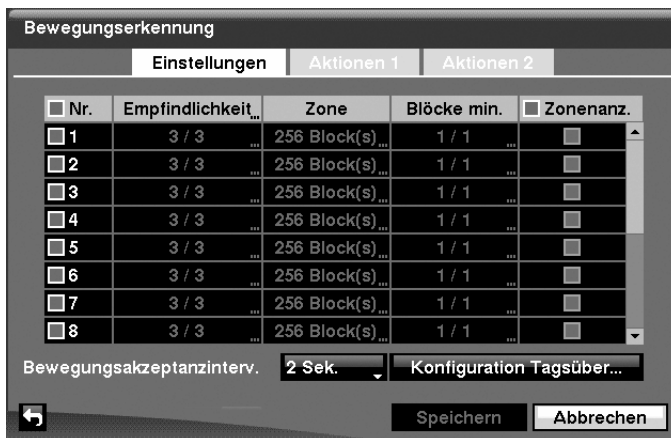 Bewegungserkennung
Einstellungen Aktionen 1 Aktionen 2
Nr. Empfindlichkeit... Zone Blöcke min. Zonenanz.
1 3 / 3 ... 256 Block(s)... 1 / 1 ...
2 3 / 3 ... 256 Block(s)... 1 / 1 ...
3 3 / 3 ... 256 Block(s)... 1 / 1 ...
4 3 / 3 ... 256 Block(s)... 1 / 1 ...
5 3 / 3 ... 256 Block(s)... 1 / 1 ...
6 3 / 3 ... 256 Block(s)... 1 / 1 ...
7 3 / 3 ... 256 Block(s)... 1 / 1 ...
8 3 / 3 ... 256 Block(s)... 1 / 1 ...
Bewegungsakzeptanzinterv. 2 Sek. Konfiguration Tagsüber...
Speichern Abbrechen